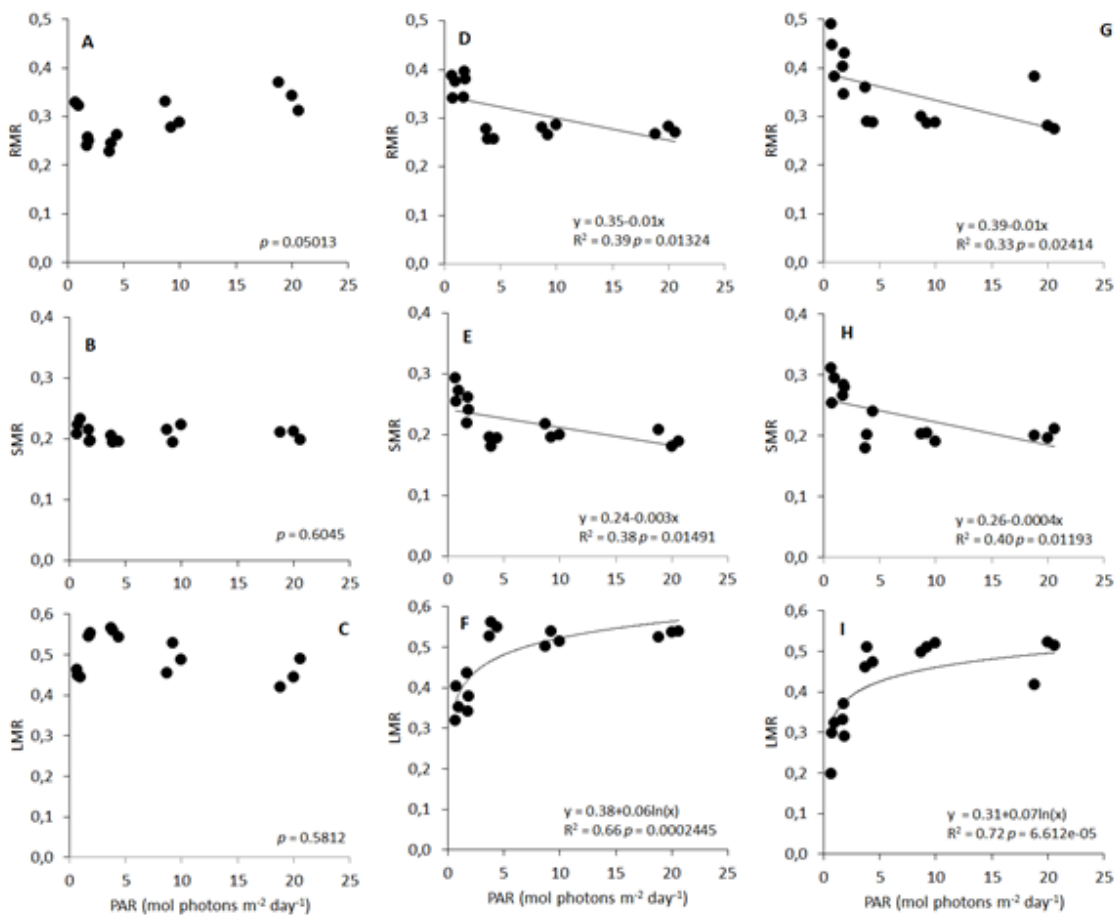 A
0,5
0,4
0,3
0,2
0,1
0,0
RMR
p = 0.05013
0 5 10 15 20 25
D
0,5
0,4
0,3
0,2
0,1
0,0
RMR
y = 0.35-0.01x
R² = 0.39 p = 0.01324
0 5 10 15 20 25
G
0,5
0,4
0,3
0,2
0,1
0,0
RMR
y = 0.39-0.01x
R² = 0.33 p = 0.02414
0 5 10 15 20 25
B
0,4
0,3
0,2
0,1
0,0
SMR
p = 0.6045
0 5 10 15 20 25
E
0,4
0,3
0,2
0,1
0,0
SMR
y = 0.24-0.003x
R² = 0.38 p = 0.01491
0 5 10 15 20 25
H
0,4
0,3
0,2
0,1
0,0
SMR
y = 0.26-0.0004x
R² = 0.40 p = 0.01193
0 5 10 15 20 25
C
0,6
0,5
0,4
0,3
0,2
0,1
0,0
LMR
p = 0.5812
0 5 10 15 20 25
PAR (mol photons m⁻² day⁻¹)
F
0,6
0,5
0,4
0,3
0,2
0,1
0,0
LMR
y = 0.38+0.06ln(x)
R² = 0.66 p = 0.0002445
0 5 10 15 20 25
PAR (mol photons m⁻² day⁻¹)
I
0,6
0,5
0,4
0,3
0,2
0,1
0,0
LMR
y = 0.31+0.07ln(x)
R² = 0.72 p = 6.612e-05
0 5 10 15 20 25
PAR (mol photons m⁻² day⁻¹)